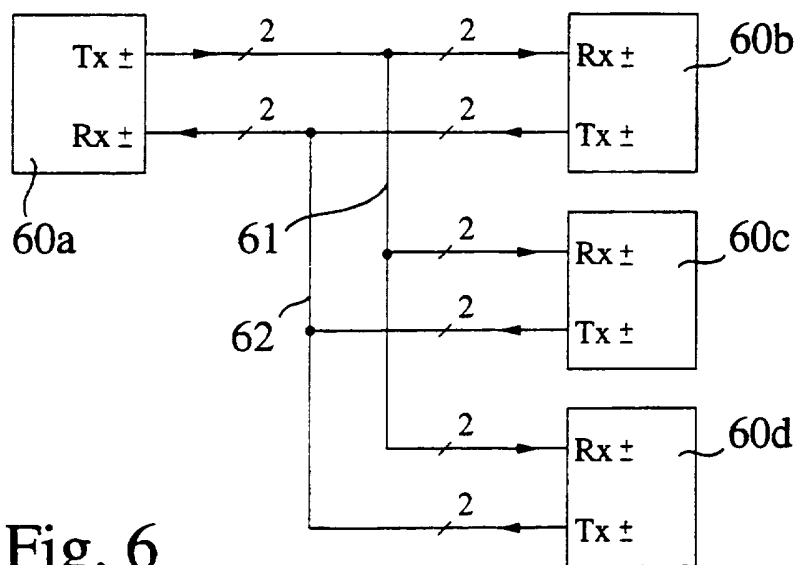 2 2
Tx ± Rx ± 60b
2 2
Rx ± Tx ±
60a 61 2
Rx ± 60c
62 2
Tx ±
2
Rx ± 60d
2
Tx ±
Fig. 6